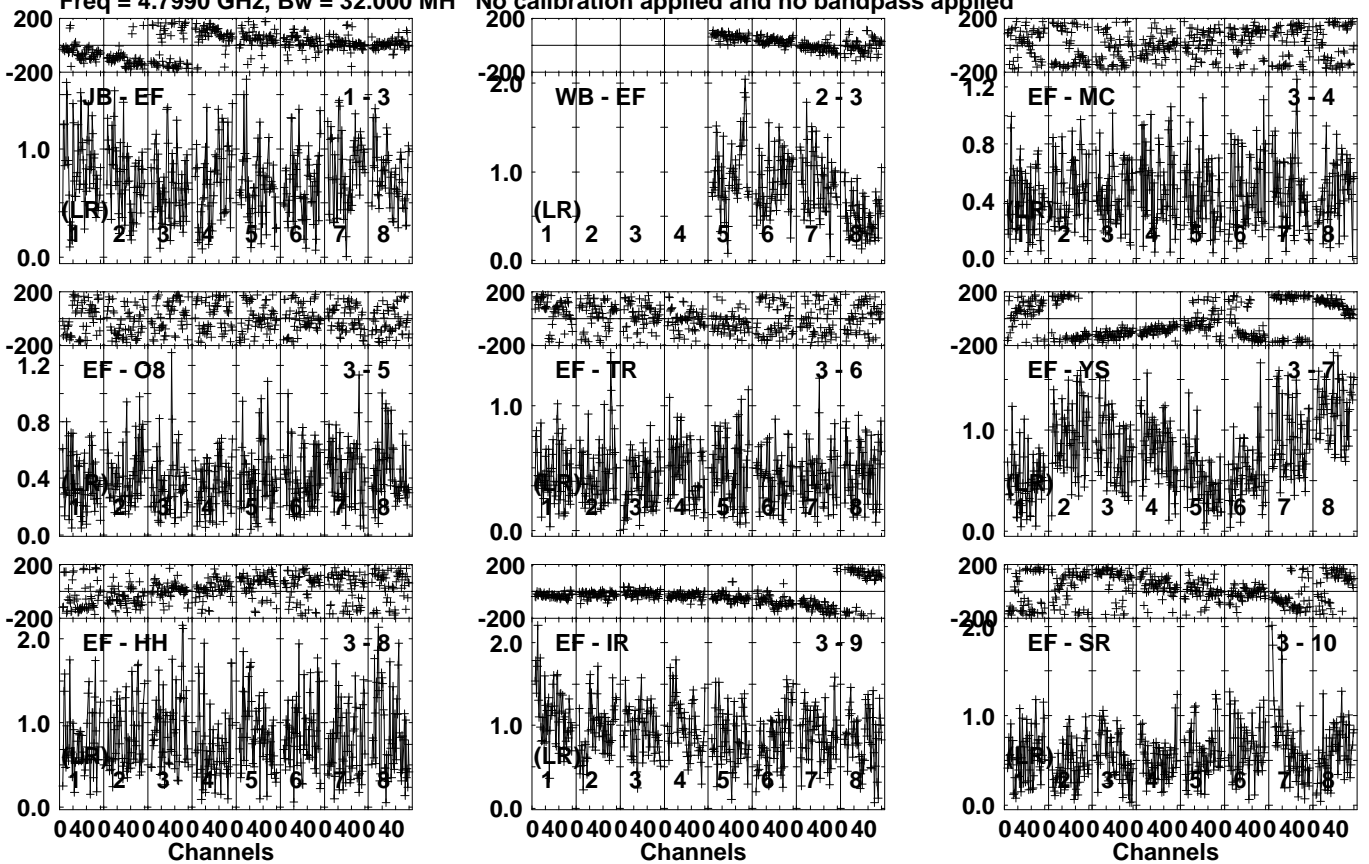 Freq = 4.7990 GHz, Bw = 32.000 MH No calibration applied and no bandpass applied
200
-200
JB - EF 1 - 3
1.0
(LR)
1 2 3 4 5 6 7 8
0.0
200
-200
2.0
WB - EF 2 - 3
1.0
(LR)
1 2 3 4 5 6 7 8
0.0
200
-200
1.2
EF - MC 3 - 4
0.8
0.4
(LR)
1 2 3 4 5 6 7 8
0.0
200
-200
1.2
EF - O8 3 - 5
0.8
0.4
(LR)
1 2 3 4 5 6 7 8
0.0
200
-200
EF - TR 3 - 6
1.0
(LR)
1 2 3 4 5 6 7 8
0.0
200
-200
EF - YS 3 - 7
1.0
(LR)
1 2 3 4 5 6 7 8
0.0
200
-200
2.0
EF - HH 3 - 8
1.0
(LR)
1 2 3 4 5 6 7 8
0.0
0 40 0 40 0 40 0 40 0 40 0 40 0 40 0 40
Channels
200
-200
2.0
EF - IR 3 - 9
1.0
(LR)
1 2 3 4 5 6 7 8
0.0
0 40 0 40 0 40 0 40 0 40 0 40 0 40 0 40
Channels
200
-200
2.0
EF - SR 3 - 10
1.0
(LR)
1 2 3 4 5 6 7 8
0.0
0 40 0 40 0 40 0 40 0 40 0 40 0 40 0 40
Channels